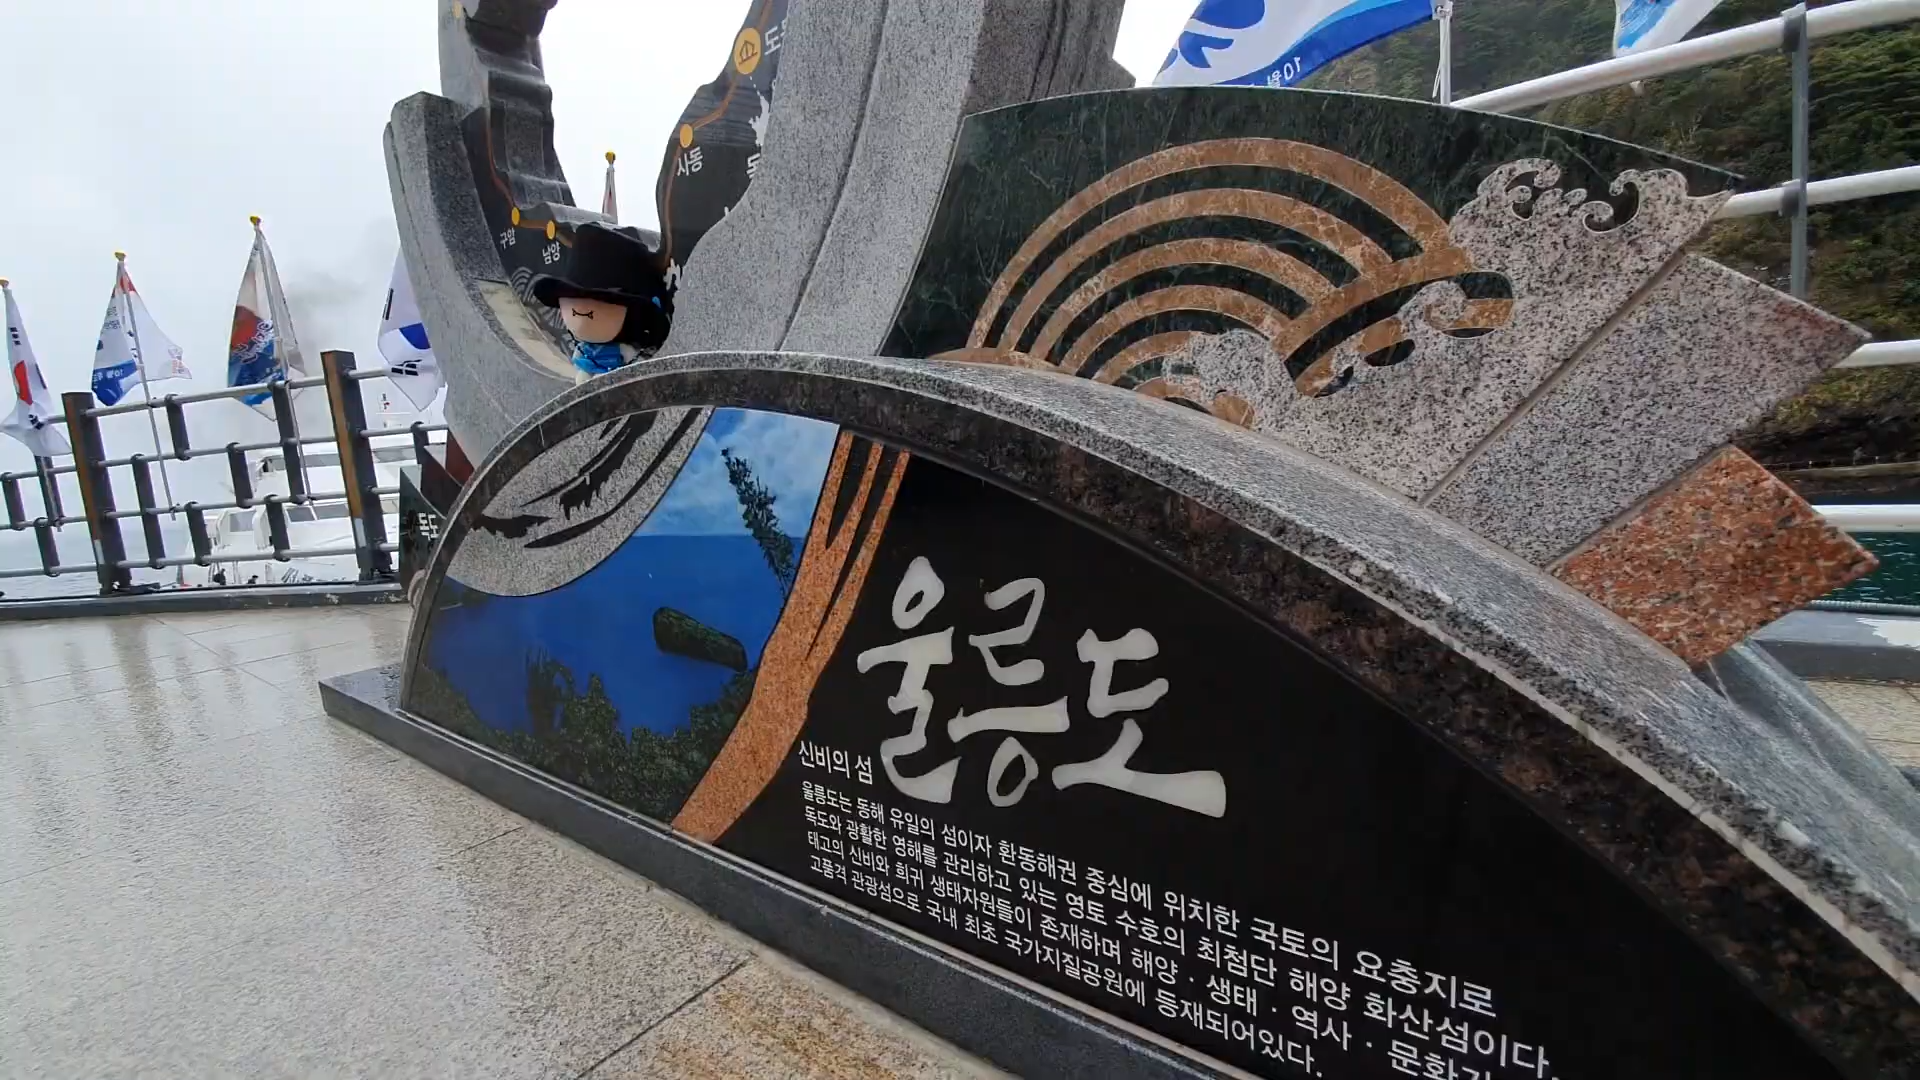 도
사동
독
구암
남양
독도
울릉도
신비의 섬
울릉도는 동해 유일의 섬이자 환동해권 중심에 위치한 국토의 요충지로
독도와 광활한 영해를 관리하고 있는 영토 수호의 최첨단 해양 화산섬이다.
태고의 신비와 희귀 생태자원들이 존재하며 해양 · 생태 · 역사 · 문화가
고품격 관광섬으로 국내 최초 국가지질공원에 등재되어있다.